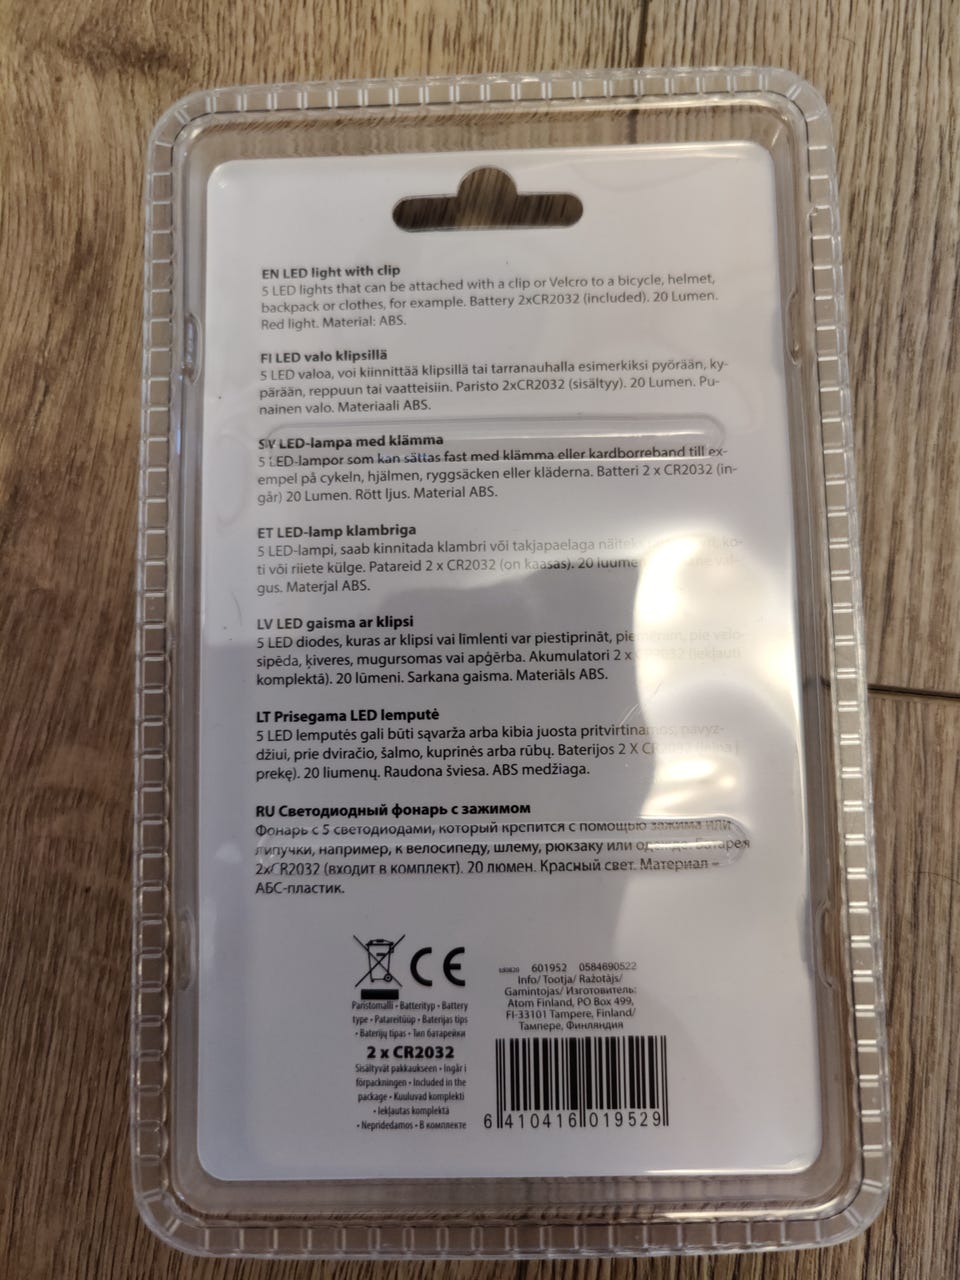 EN LED light with clip
5 LED lights that can be attached with a clip or Velcro to a bicycle, helmet,
backpack or clothes, for example. Battery 2xCR2032 (included). 20 Lumen.
Red light. Material: ABS.
FI LED valo klipsillä
5 LED valoa, voi kiinnittää klipsillä tai tarranauhalla esimerkiksi pyörään, ky-
pärään, reppuun tai vaatteisiin. Paristo 2xCR2032 (sisältyy). 20 Lumen. Pu-
nainen valo. Materiaali ABS.
SV LED-lampa med klämma
5 LED-lampor som kan sättas fast med klämma eller kardborreband till ex-
empel på cykeln, hjälmen, ryggsäcken eller kläderna. Batteri 2 x CR2032 (in-
går) 20 Lumen. Rött ljus. Material ABS.
ET LED-lamp klambriga
5 LED-lampi, saab kinnitada klambri või takjapaelaga näiteks ko-
ti või riiete külge. Patareid 2 x CR2032 (on kaasas). 20 val-
gus. Materjal ABS.
LV LED gaisma ar klipsi
5 LED diodes, kuras ar klipsi vai līmlenti var piestiprināt, piemēram, pie velo-
sipēda, ķiveres, mugursomas vai apģērba. Akumulatori 2 x CR2032 (iekļauti
komplektā). 20 lūmeni. Sarkana gaisma. Materiāls ABS.
LT Prisegama LED lemputė
5 LED lemputės gali būti sąvarža arba kibia juosta pritvirtinamos, pavyz-
džiui, prie dviračio, šalmo, kuprinės arba rūbų. Baterijos 2 X CR2032 (įeina į
prekę). 20 liumenų. Raudona šviesa. ABS medžiaga.
RU Светодиодный фонарь с зажимом
Фонарь с 5 светодиодами, который крепится с помощью зажима или
липучки, например, к велосипеду, шлему, рюкзаку или одежде. Батарея
2xCR2032 (входит в комплект). 20 люмен. Красный свет. Материал –
АБС-пластик.
CE
Paristomalli • Batterityp • Battery
type • Patareitüüp • Baterijas tips
• Baterijų tipas • Тип батарейки
2 x CR2032
Sisältyvät pakkaukseen • Ingår i
förpackningen • Included in the
package • Kuuluvad komplekti
• Iekļautas komplektā
• Nepridedamos • В комплекте
601952 0584690522
Info/ Tootja/ Ražotājs/
Gamintojas/ Изготовитель:
Atom Finland, PO Box 499,
FI-33101 Tampere, Finland/
Тампере, Финляндия
6 410416 019529